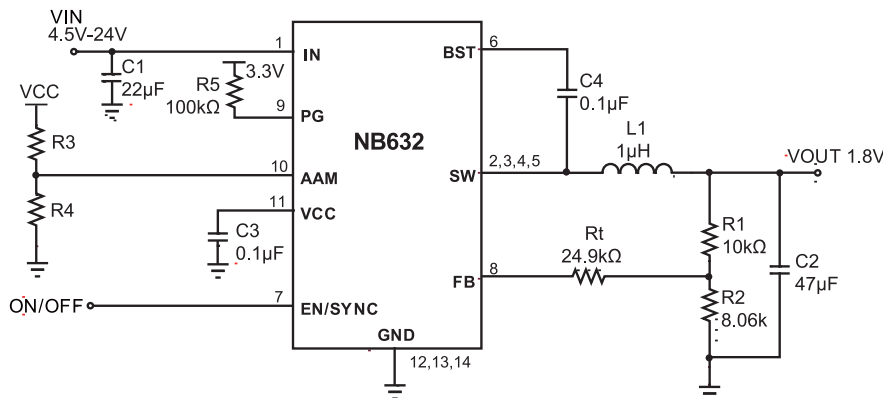 VIN
4.5V-24V
1
IN
BST
6
C1
22µF
R5
100kΩ
3.3V
C4
0.1µF
VCC
9
PG
NB632
R3
L1
1µH
10
AAM
SW
2,3,4,5
VOUT 1.8V
R4
11
VCC
C3
0.1µF
R1
10kΩ
Rt
24.9kΩ
C2
47µF
FB
8
R2
8.06k
ON/OFF
7
EN/SYNC
GND
12,13,14